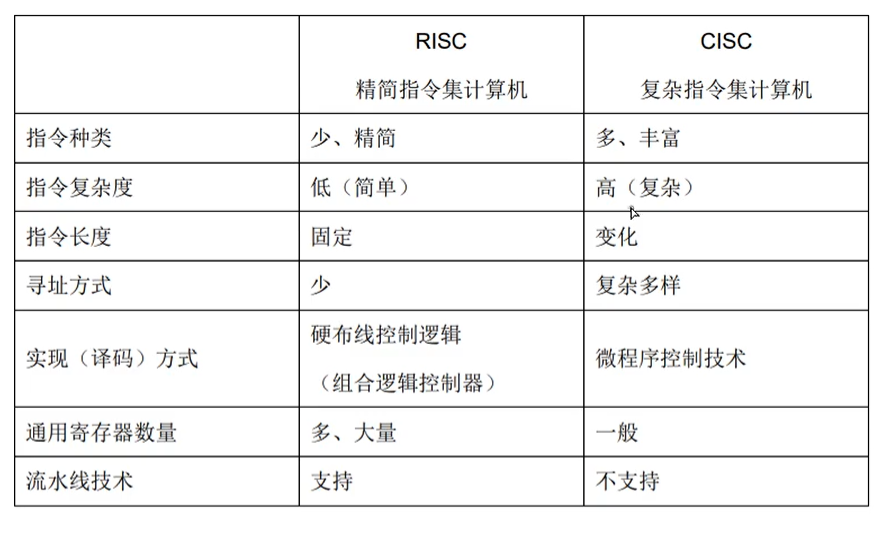 RISC CISC
精简指令集计算机 复杂指令集计算机
指令种类 少、精简 多、丰富
指令复杂度 低（简单） 高（复杂）
指令长度 固定 变化
寻址方式 少 复杂多样
实现（译码）方式 硬布线控制逻辑 微程序控制技术
（组合逻辑控制器）
通用寄存器数量 多、大量 一般
流水线技术 支持 不支持